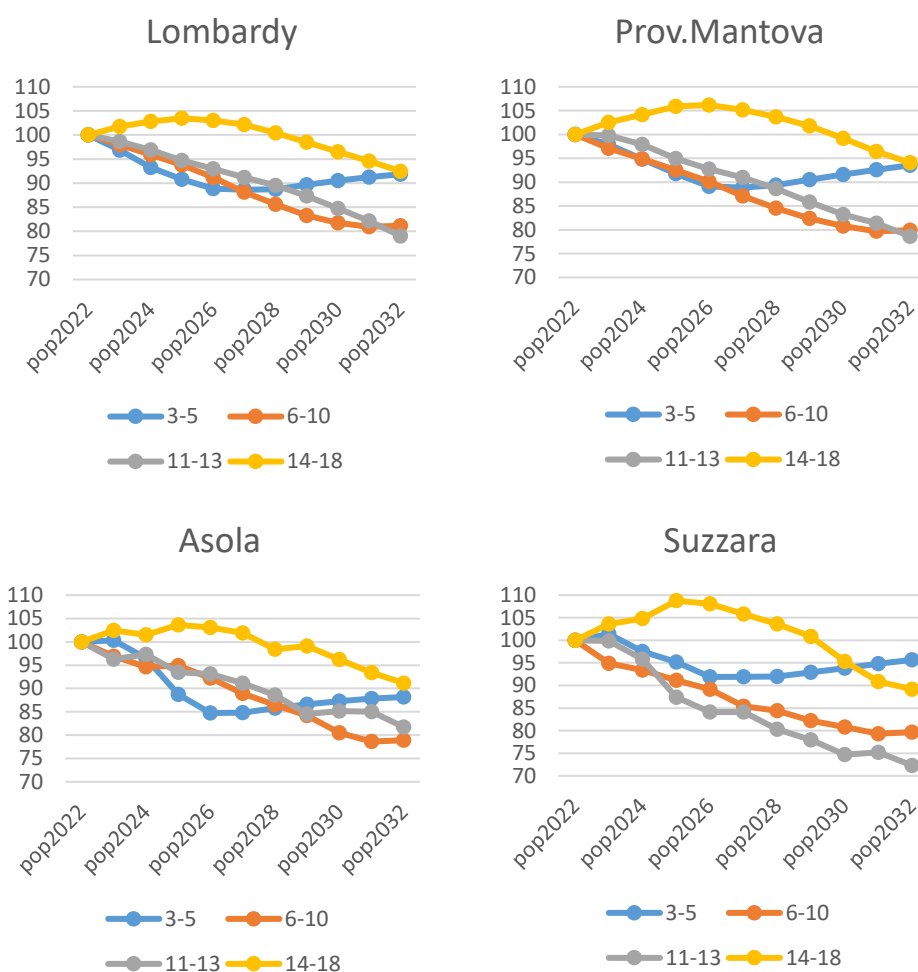 Lombardy
110
105
100
95
90
85
80
75
70
pop2022
pop2024
pop2026
pop2028
pop2030
pop2032
3-5
6-10
11-13
14-18
Prov.Mantova
110
105
100
95
90
85
80
75
70
pop2022
pop2024
pop2026
pop2028
pop2030
pop2032
3-5
6-10
11-13
14-18
Asola
110
105
100
95
90
85
80
75
70
pop2022
pop2024
pop2026
pop2028
pop2030
pop2032
3-5
6-10
11-13
14-18
Suzzara
110
105
100
95
90
85
80
75
70
pop2022
pop2024
pop2026
pop2028
pop2030
pop2032
3-5
6-10
11-13
14-18